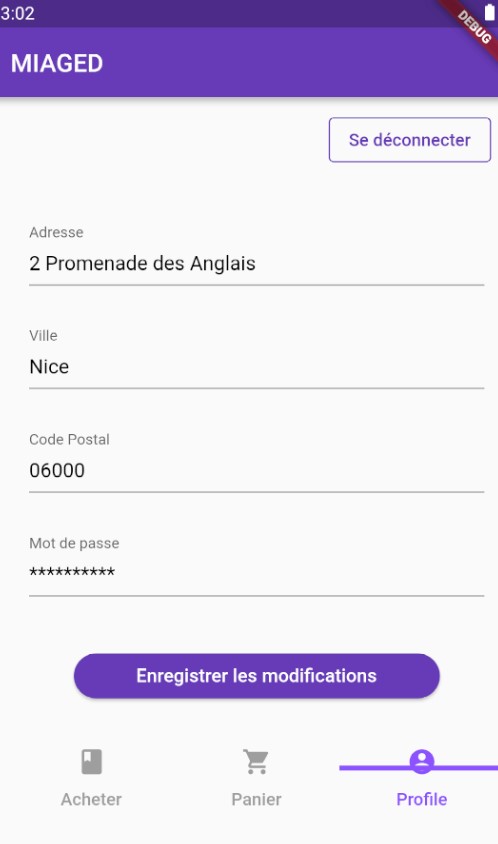 3:02
DEBUG
MIAGED
Se déconnecter
Adresse
2 Promenade des Anglais
Ville
Nice
Code Postal
06000
Mot de passe
**********
Enregistrer les modifications
Acheter
Panier
Profile